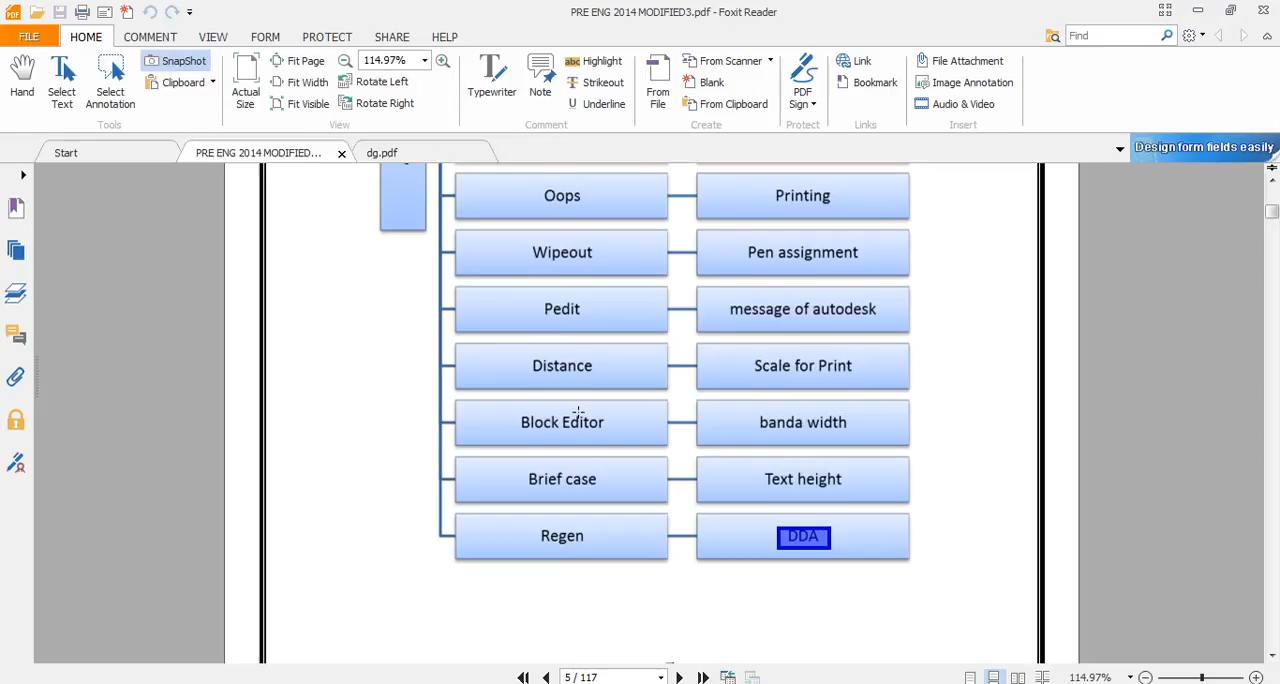 PRE ENG 2014 MODIFIED3.pdf - Foxit Reader
FILE HOME COMMENT VIEW FORM PROTECT SHARE HELP
Find
Hand
Select Text
Select Annotation
SnapShot
Clipboard
Tools
Actual Size
Fit Page
Fit Width
Fit Visible
114.97%
Rotate Left
Rotate Right
View
Typewriter
Note
Highlight
Strikeout
Underline
Comment
From File
From Scanner
Blank
From Clipboard
Create
PDF Sign
Protect
Link
Bookmark
Links
File Attachment
Image Annotation
Audio & Video
Insert
Start
PRE ENG 2014 MODIFIED...
dg.pdf
Design form fields easily
Oops Printing
Wipeout Pen assignment
Pedit message of autodesk
Distance Scale for Print
Block Editor banda width
Brief case Text height
Regen DDA
5 / 117
114.97%